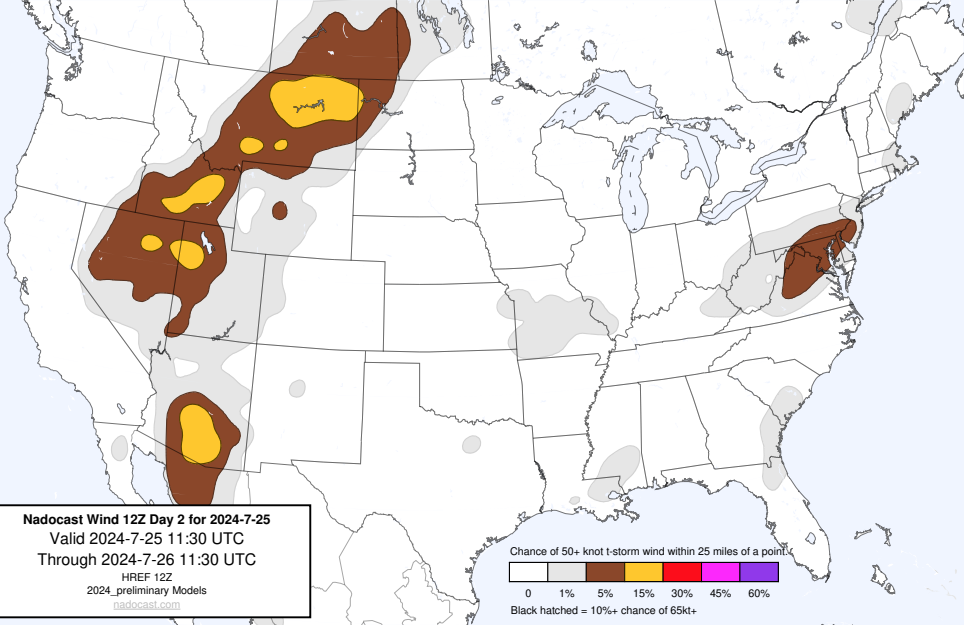 Nadocast Wind 12Z Day 2 for 2024-7-25
Valid 2024-7-25 11:30 UTC
Through 2024-7-26 11:30 UTC
HREF 12Z
2024_preliminary Models
nadocast.com
Chance of 50+ knot t-storm wind within 25 miles of a point.
0 1% 5% 15% 30% 45% 60%
Black hatched = 10%+ chance of 65kt+